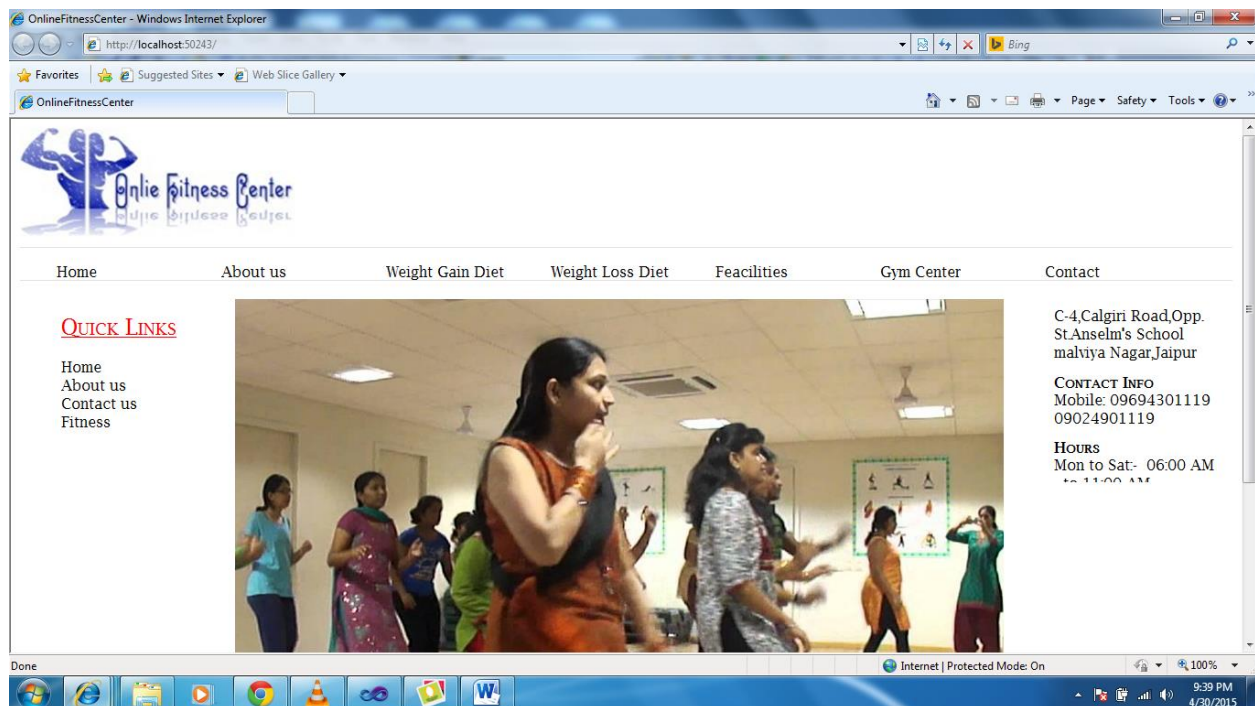 OnlineFitnessCenter - Windows Internet Explorer
http://localhost:50243/
Bing
Favorites Suggested Sites Web Slice Gallery
OnlineFitnessCenter
Page Safety Tools
Onlie Fitness Center
Home About us Weight Gain Diet Weight Loss Diet Feacilities Gym Center Contact
QUICK LINKS
Home
About us
Contact us
Fitness
C-4,Calgiri Road,Opp.
St.Anselm's School
malviya Nagar,Jaipur
CONTACT INFO
Mobile: 09694301119
09024901119
HOURS
Mon to Sat:- 06:00 AM
to 11:00 AM
Done
Internet | Protected Mode: On
100%
9:39 PM
4/30/2015